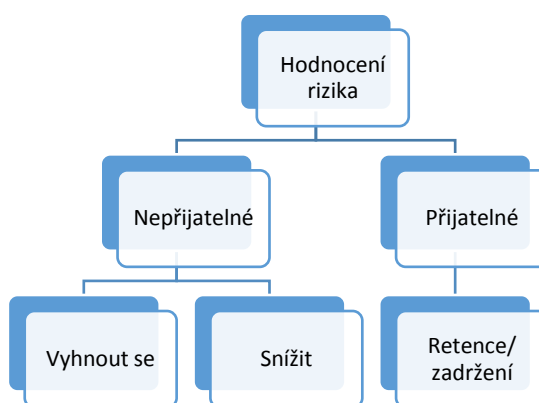 Hodnocení
rizika
Nepřijatelné
Přijatelné
Vyhnout se
Snížit
Retence/
zadržení